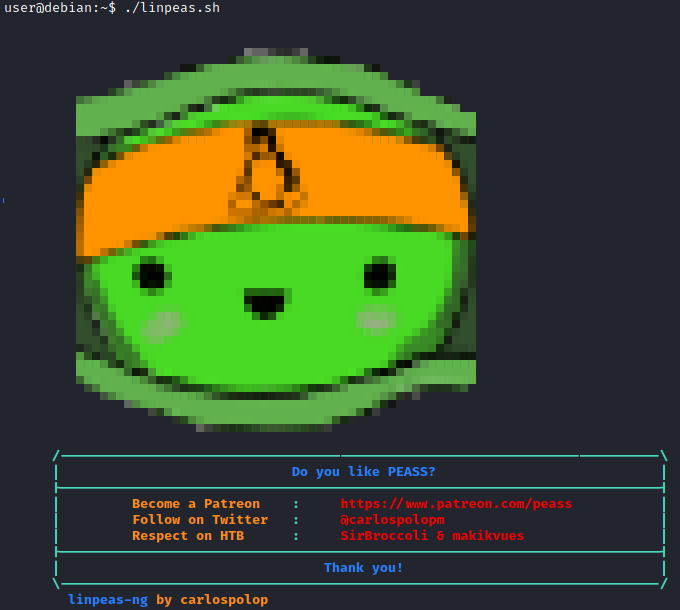 user@debian:~$ ./linpeas.sh
Do you like PEASS?
Become a Patreon : https://www.patreon.com/peass
Follow on Twitter : @carlospolopm
Respect on HTB : SirBroccoli & makikvues
Thank you!
linpeas-ng by carlospolop